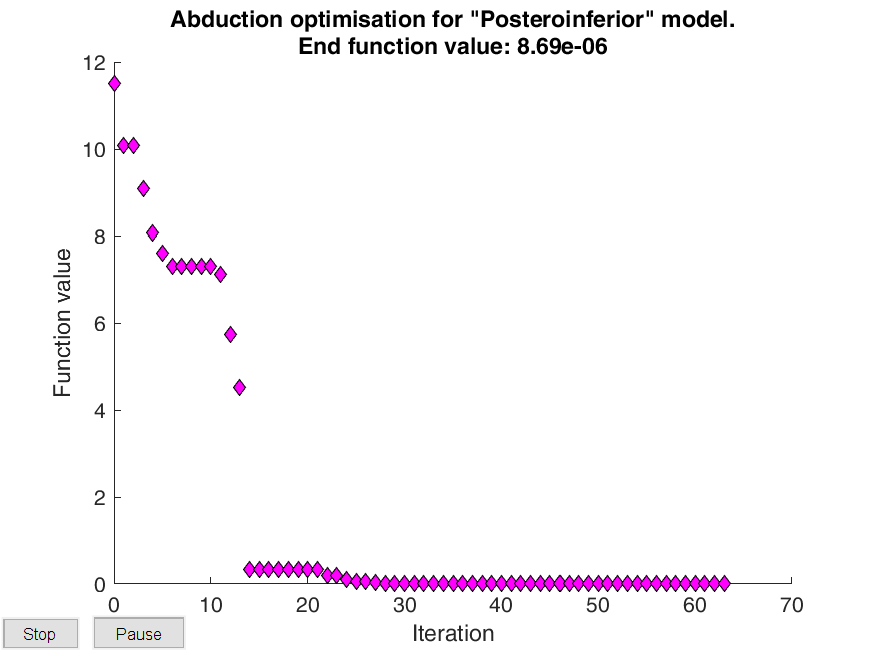 Abduction optimisation for "Posteroinferior" model.
End function value: 8.69e-06
12
10
8
6
4
2
0
Function value
0 10 20 30 40 50 60 70
Iteration
Stop Pause